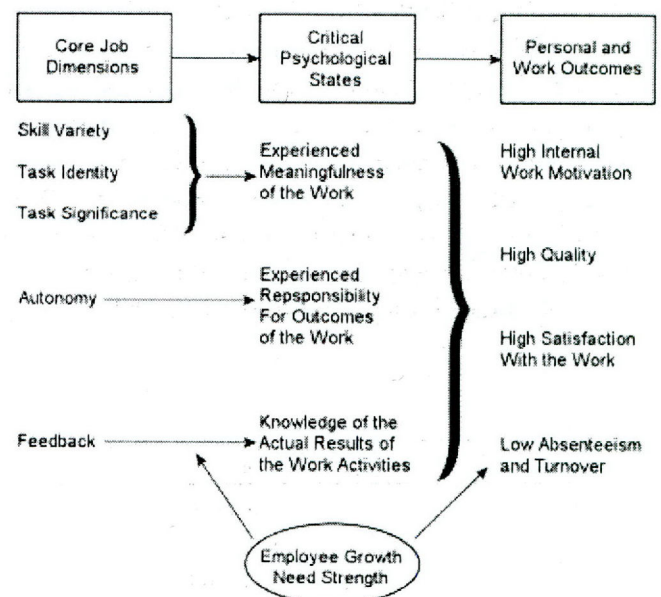 Core Job
Dimensions
Critical
Psychological
States
Personal and
Work Outcomes
Skill Variety
Task Identity
Task Significance
Experienced
Meaningfulness
of the Work
High Internal
Work Motivation
High Quality
Autonomy
Experienced
Repsponsibility
For Outcomes
of the Work
High Satisfaction
With the Work
Feedback
Knowledge of the
Actual Results of
the Work Activities
Low Absenteeism
and Turnover
Employee Growth
Need Strength